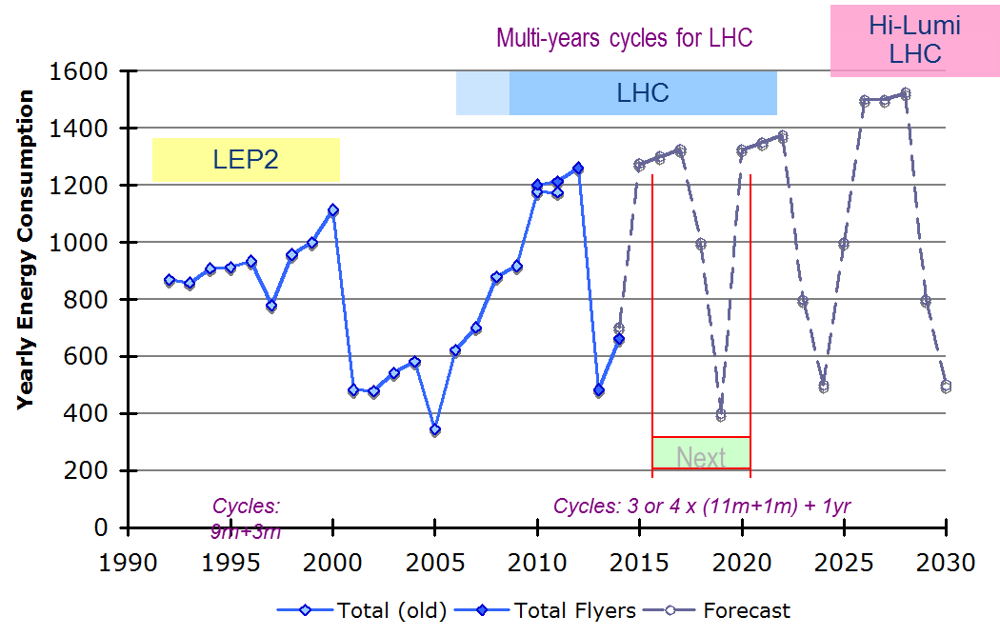 Multi-years cycles for LHC
Hi-Lumi
LHC
LHC
LEP2
Yearly Energy Consumption
1600
1400
1200
1000
800
600
400
200
0
Next
Cycles:
9m+3m
Cycles: 3 or 4 x (11m+1m) + 1yr
1990 1995 2000 2005 2010 2015 2020 2025 2030
Total (old) Total Flyers Forecast